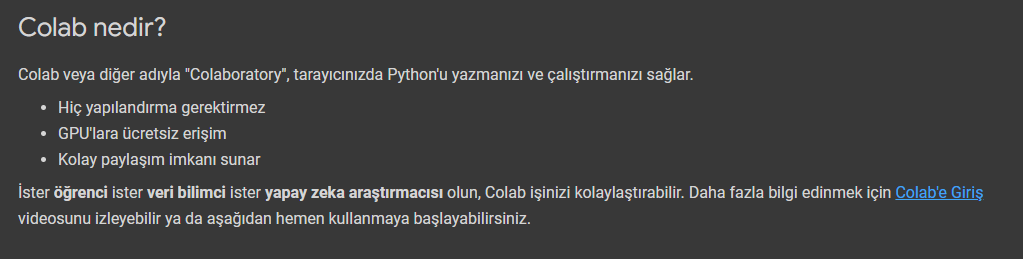 Colab nedir?
Colab veya diğer adıyla "Colaboratory", tarayıcınızda Python'u yazmanızı ve çalıştırmanızı sağlar.
• Hiç yapılandırma gerektirmez
• GPU'lara ücretsiz erişim
• Kolay paylaşım imkanı sunar
İster öğrenci ister veri bilimci ister yapay zeka araştırmacısı olun, Colab işinizi kolaylaştırabilir. Daha fazla bilgi edinmek için Colab'e Giriş
videosunu izleyebilir ya da aşağıdan hemen kullanmaya başlayabilirsiniz.